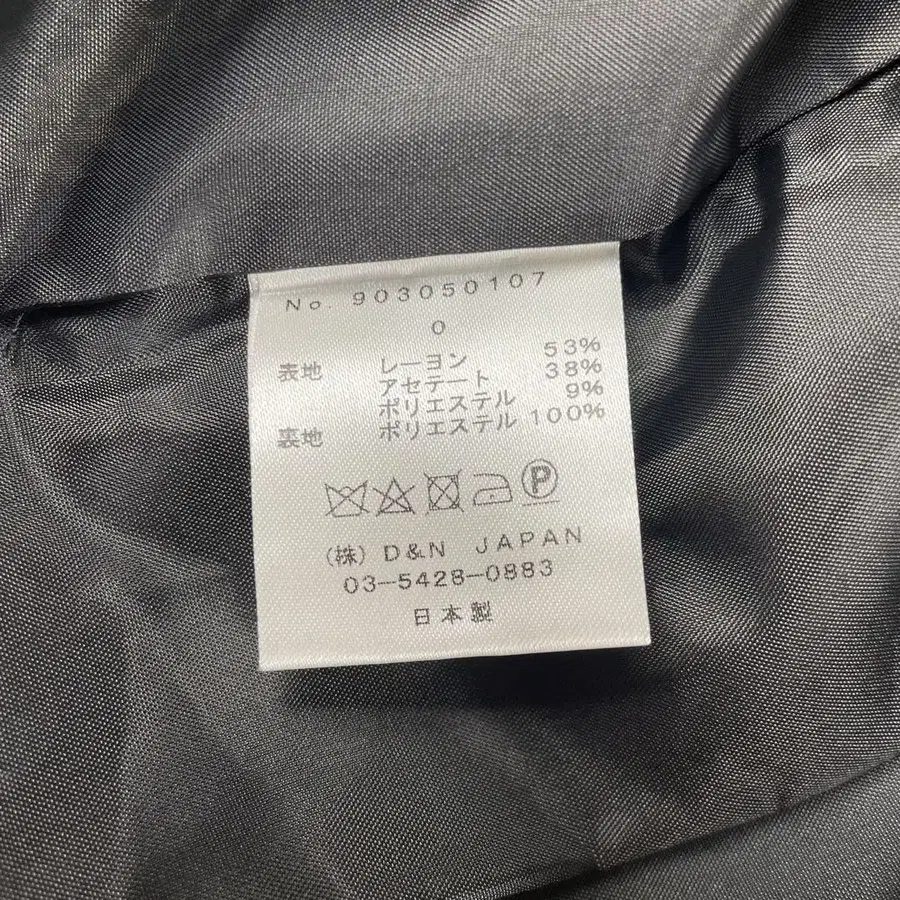 No. 903050107
0
表地 レーヨン 53%
アセテート 38%
ポリエステル 9%
裏地 ポリエステル 100%
P
(株) D&N JAPAN
03-5428-0883
日本製